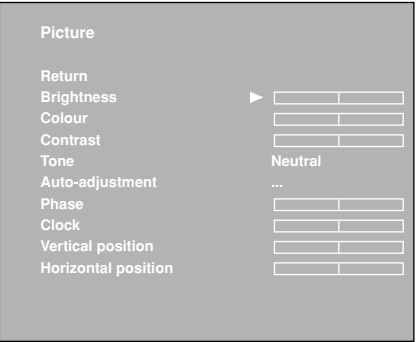 Picture
Return
Brightness
Colour
Contrast
Tone Neutral
Auto-adjustment ...
Phase
Clock
Vertical position
Horizontal position